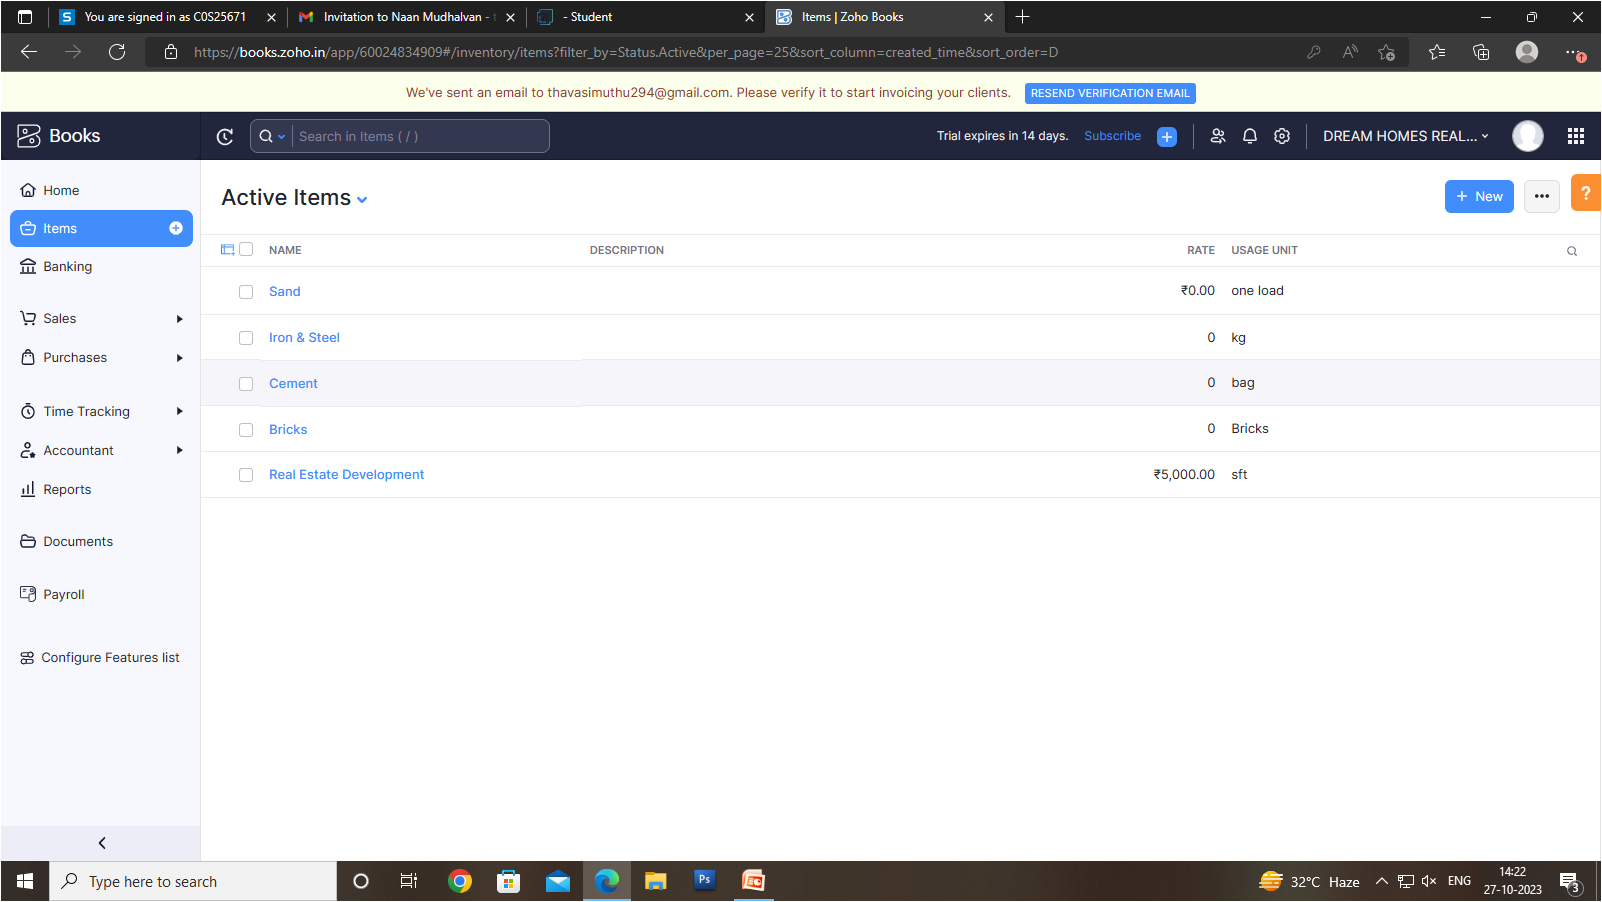 You are signed in as C0S25671
Invitation to Naan Mudhalvan -
- Student
Items | Zoho Books
https://books.zoho.in/app/60024834909#/inventory/items?filter_by=Status.Active&per_page=25&sort_column=created_time&sort_order=D
We've sent an email to thavasimuthu294@gmail.com. Please verify it to start invoicing your clients. RESEND VERIFICATION EMAIL
Books
Search in Items ( / )
Trial expires in 14 days. Subscribe
DREAM HOMES REAL...
Home
Items
Banking
Sales
Purchases
Time Tracking
Accountant
Reports
Documents
Payroll
Configure Features list
Active Items
+ New
?
NAME DESCRIPTION RATE USAGE UNIT
Sand ₹0.00 one load
Iron & Steel 0 kg
Cement 0 bag
Bricks 0 Bricks
Real Estate Development ₹5,000.00 sft
Type here to search
Ps
32°C Haze
ENG
14:22
27-10-2023
3